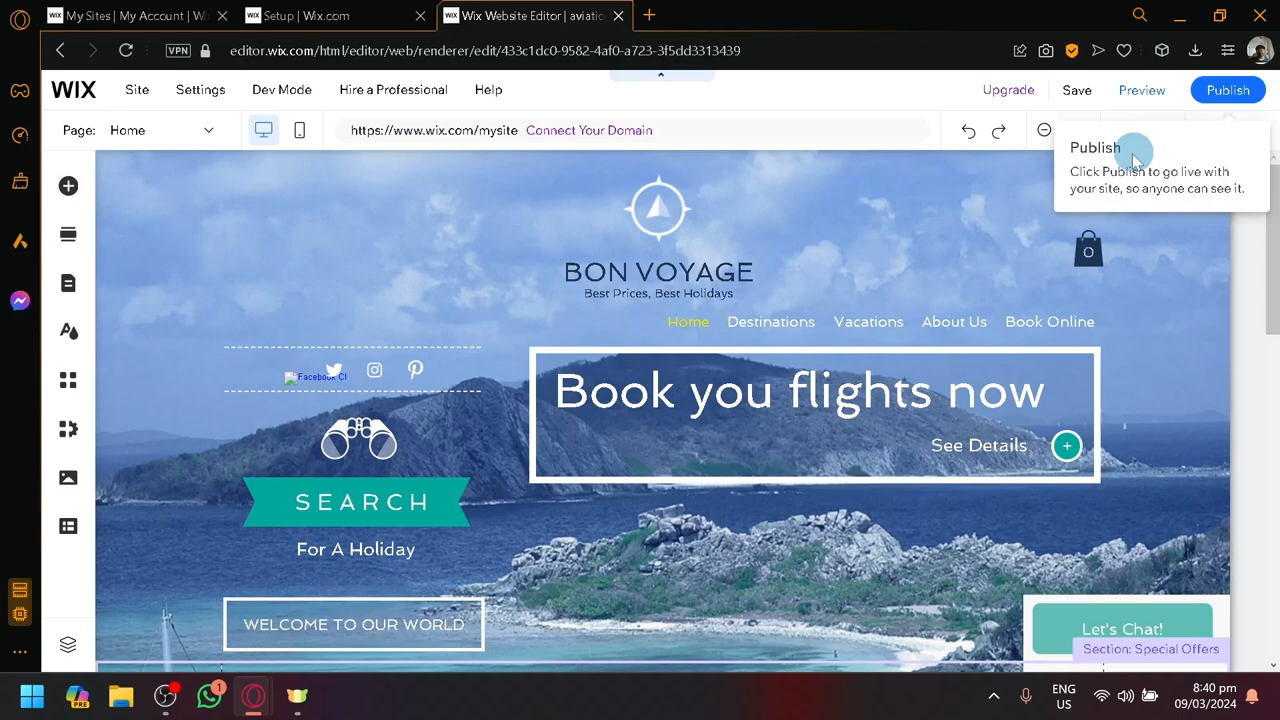 My Sites | My Account | Wi
Setup | Wix.com
Wix Website Editor | aviatio
VPN
editor.wix.com/html/editor/web/renderer/edit/433c1dc0-9582-4af0-a723-3f5dd3313439
WIX
Site
Settings
Dev Mode
Hire a Professional
Help
Upgrade
Save
Preview
Publish
Page: Home
https://www.wix.com/mysite Connect Your Domain
Publish
Click Publish to go live with
your site, so anyone can see it.
0
BON VOYAGE
Best Prices, Best Holidays
Home
Destinations
Vacations
About Us
Book Online
Facebook Cl
Book you flights now
See Details
SEARCH
For A Holiday
WELCOME TO OUR WORLD
Let's Chat!
Section: Special Offers
PRE
1
ENG
US
8:40 pm
09/03/2024